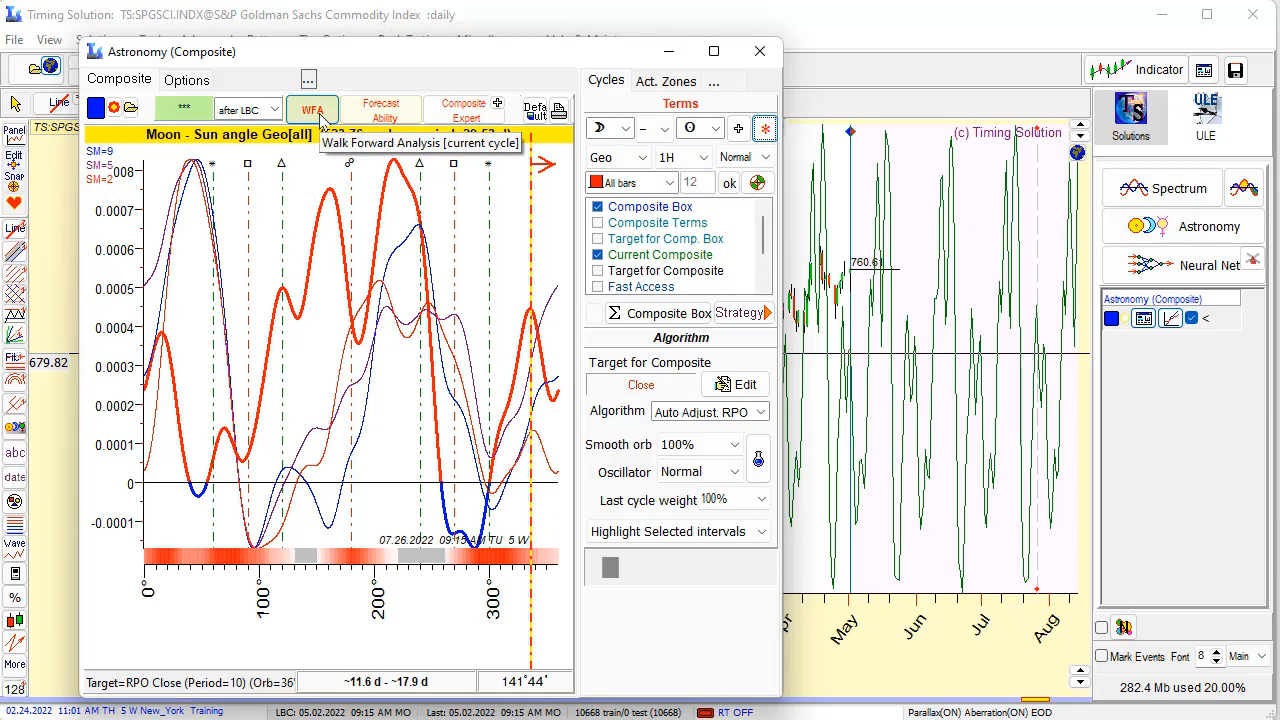 Timing Solution: TS:SPGSCI.INDX@S&P Goldman Sachs Commodity Index :daily
File View
Astronomy (Composite)
Composite Options ...
*** after LBC WFA Forecast Ability Composite Expert Default
Moon - Sun angle Geo[all]
Walk Forward Analysis [current cycle]
SM=9
SM=5
SM=2
008
0.0007
0.0006
0.0005
0.0004
0.0003
0.0002
0.0001
0
-0.0001
07.26.2022 09:15 AM TU 5 W
0° 100° 200° 300°
Target=RPO Close (Period=10) (Orb=36° ~11.6 d - ~17.9 d 141°44'
Cycles Act. Zones ...
Terms
Geo 1H Normal
All bars 12 ok
Composite Box
Composite Terms
Target for Comp. Box
Current Composite
Target for Composite
Fast Access
Σ Composite Box Strategy
Algorithm
Target for Composite
Close Edit
Algorithm Auto Adjust. RPO
Smooth orb 100%
Oscillator Normal
Last cycle weight 100%
Highlight Selected intervals
Line
TS:SPGS
679.82
Panel
Edit
Snap
Line
abc
date
Wave
%
More
128
(c) Timing Solution
760.61
May Jun Jul Aug
Indicator
Solutions ULE
Spectrum
Astronomy
Neural Net
Astronomy (Composite)
<
Mark Events Font 8 Main
282.4 Mb used 20.00%
02.24.2022 11:01 AM TH 5 W New_York Training LBC: 05.02.2022 09:15 AM MO Last: 05.02.2022 09:15 AM MO 10668 train/0 test (10668) RT OFF Parallax(ON) Aberration(ON) EOD